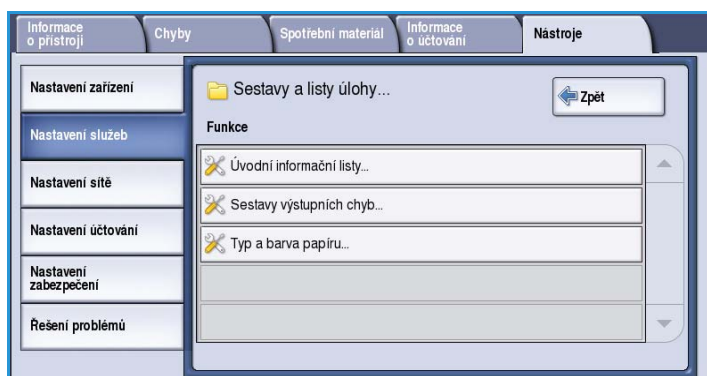 Informace
o přístroji
Chyby
Spotřební materiál
Informace
o účtování
Nástroje
Nastavení zařízení
Nastavení služeb
Nastavení sítě
Nastavení účtování
Nastavení
zabezpečení
Řešení problémů
Sestavy a listy úlohy...
Zpět
Funkce
Úvodní informační listy...
Sestavy výstupních chyb...
Typ a barva papíru...